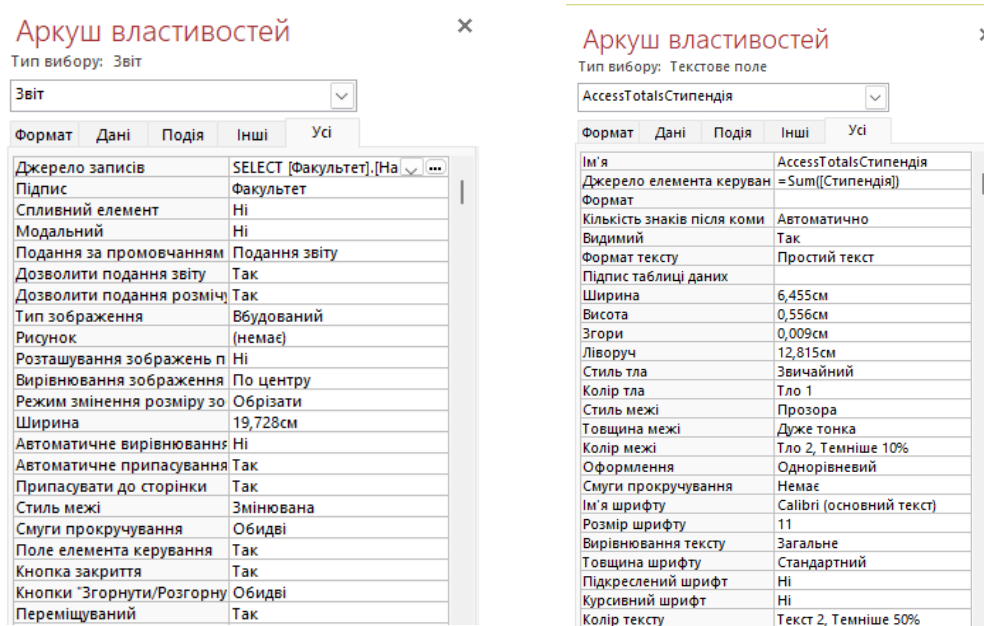 Аркуш властивостей
Тип вибору: Звіт
Звіт
Формат Дані Подія Інші Усі
Джерело записів SELECT [Факультет].[На
Підпис Факультет
Спливний елемент Ні
Модальний Ні
Подання за промовчанням Подання звіту
Дозволити подання звіту Так
Дозволити подання розміч Так
Тип зображення Вбудований
Рисунок (немає)
Розташування зображень п Ні
Вирівнювання зображення По центру
Режим змінення розміру зо Обрізати
Ширина 19,728см
Автоматичне вирівнювання Ні
Автоматичне припасування Так
Припасувати до сторінки Так
Стиль межі Змінювана
Смуги прокручування Обидві
Поле елемента керування Так
Кнопка закриття Так
Кнопки "Згорнути/Розгорну Обидві
Переміщуваний Так
Аркуш властивостей
Тип вибору: Текстове поле
AccessTotalsСтипендія
Формат Дані Подія Інші Усі
Ім'я AccessTotalsСтипендія
Джерело елемента керуван =Sum([Стипендія])
Формат
Кількість знаків після коми Автоматично
Видимий Так
Формат тексту Простий текст
Підпис таблиці даних
Ширина 6,455см
Висота 0,556см
Згори 0,009см
Ліворуч 12,815см
Стиль тла Звичайний
Колір тла Тло 1
Стиль межі Прозора
Товщина межі Дуже тонка
Колір межі Тло 2, Темніше 10%
Оформлення Однорівневий
Смуги прокручування Немає
Ім'я шрифту Calibri (основний текст)
Розмір шрифту 11
Вирівнювання тексту Загальне
Товщина шрифту Стандартний
Підкреслений шрифт Ні
Курсивний шрифт Ні
Колір тексту Текст 2, Темніше 50%